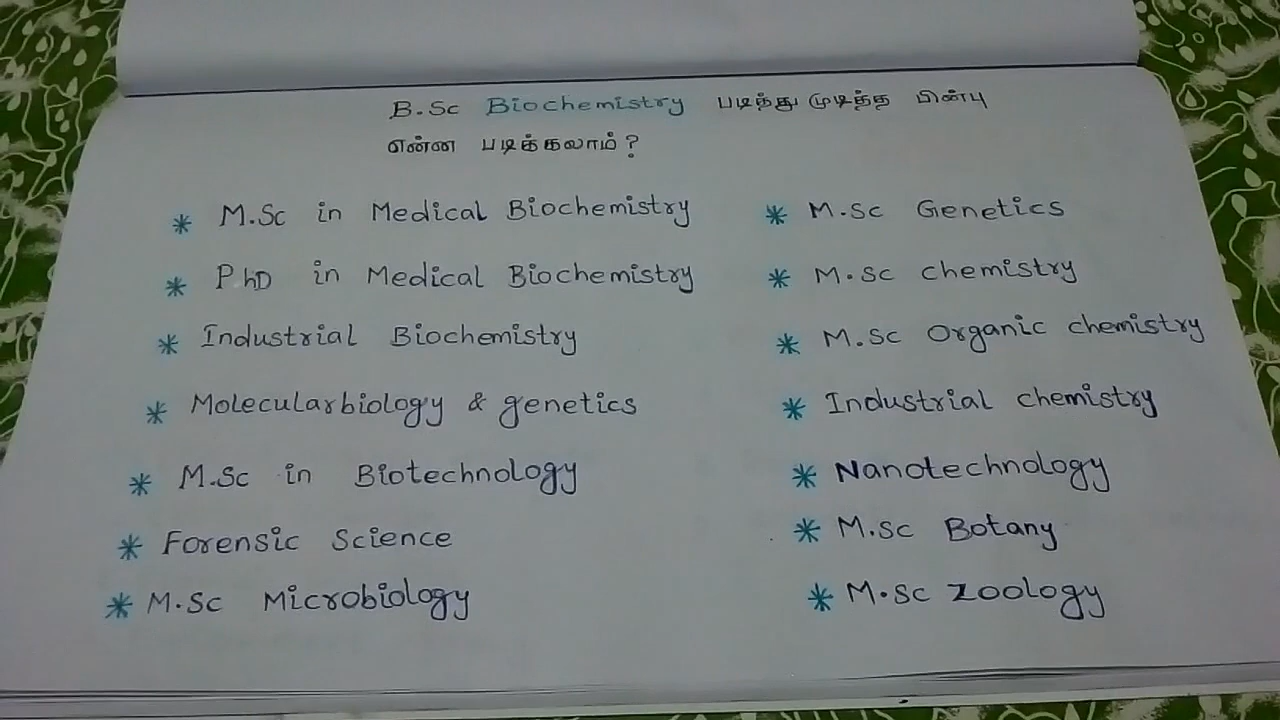 B.Sc Biochemistry படித்து முடித்த பின்பு
என்ன படிக்கலாம்?
* M.Sc in Medical Biochemistry
* PhD in Medical Biochemistry
* Industrial Biochemistry
* Molecularbiology & genetics
* M.Sc in Biotechnology
* Forensic Science
* M.Sc Microbiology
* M.Sc Genetics
* M.Sc chemistry
* M.Sc Organic chemistry
* Industrial chemistry
* Nanotechnology
* M.Sc Botany
* M.Sc Zoology